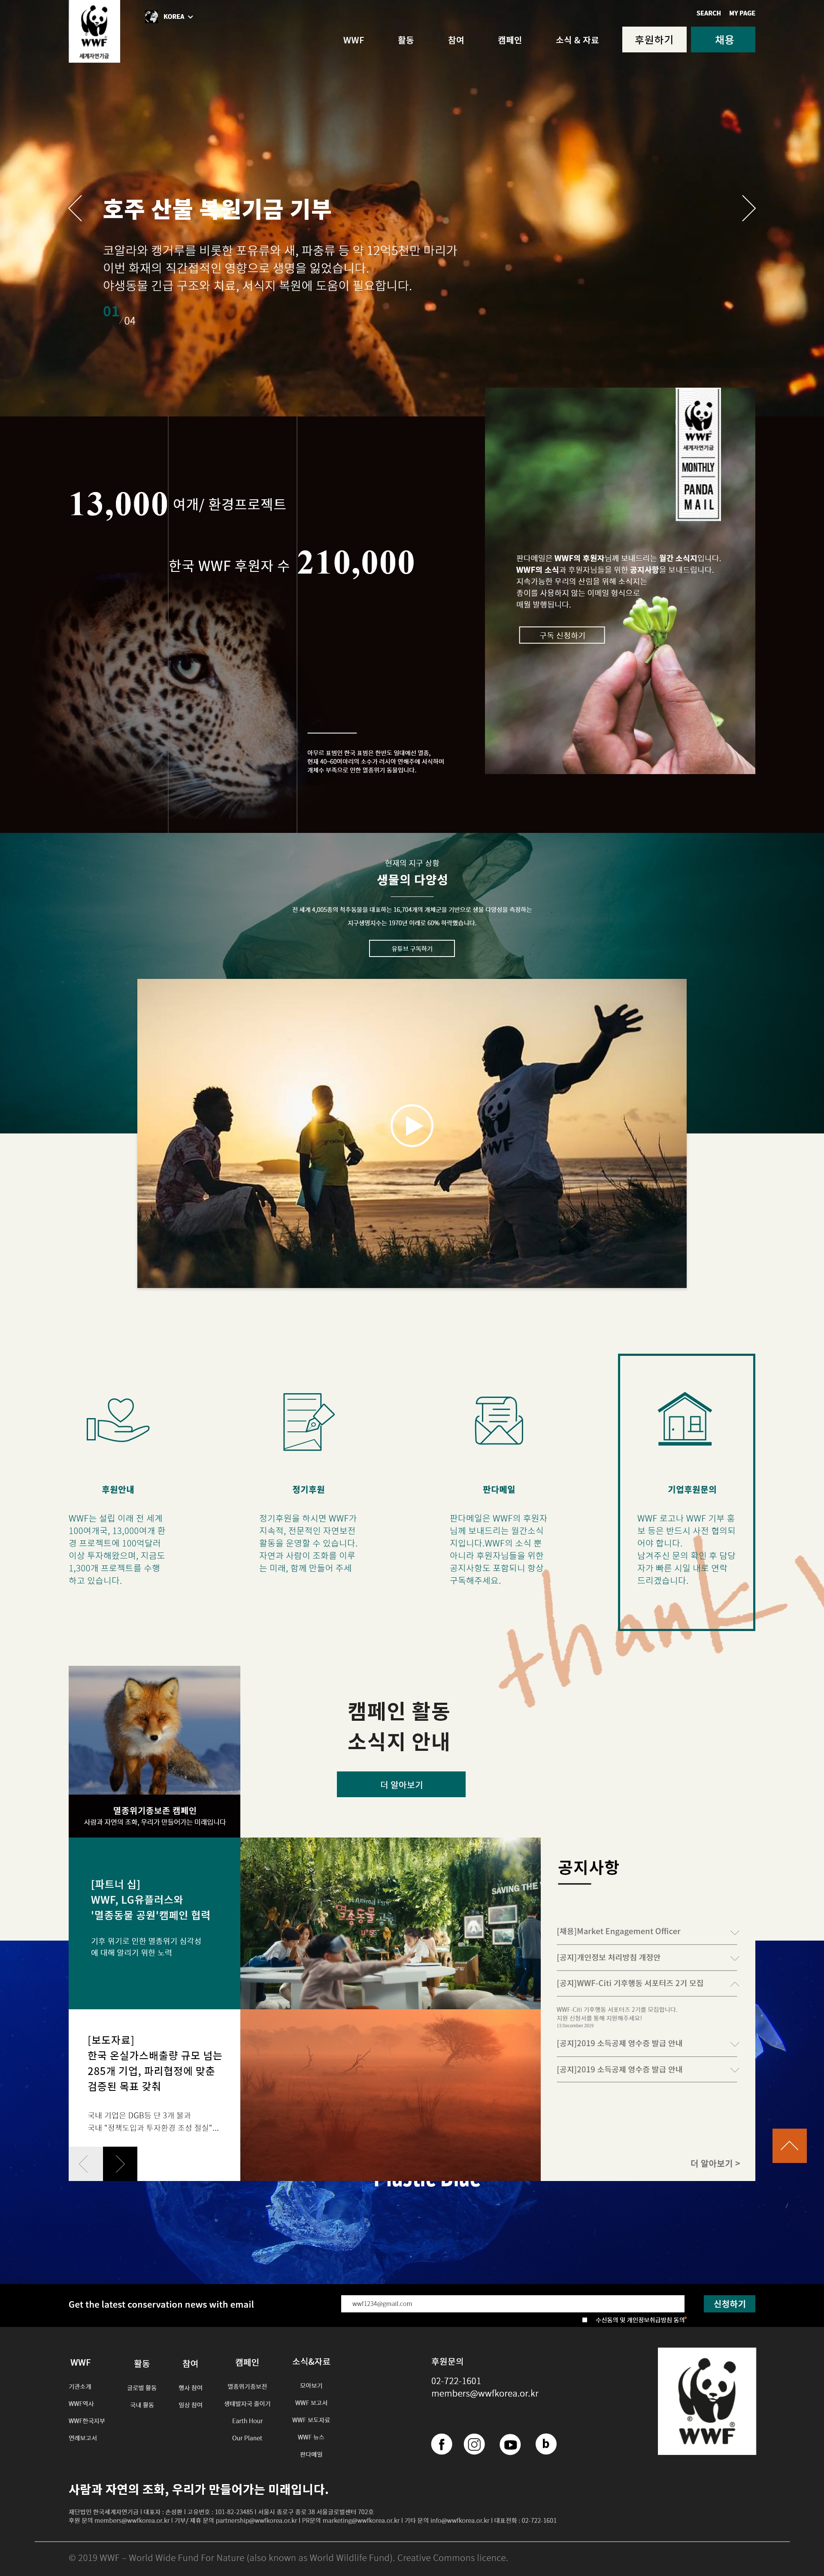 WWF
세계자연기금
KOREA
SEARCH MY PAGE
WWF 활동 참여 캠페인 소식 & 자료 후원하기 채용
호주 산불 복원기금 기부
코알라와 캥거루를 비롯한 포유류와 새, 파충류 등 약 12억5천만 마리가
이번 화재의 직간접적인 영향으로 생명을 잃었습니다.
야생동물 긴급 구조와 치료, 서식지 복원에 도움이 필요합니다.
01
04
13,000 여개/ 환경프로젝트
한국 WWF 후원자 수 210,000
아무르 표범인 한국 표범은 한반도 일대에선 멸종,
현재 40~60여마리의 소수가 러시아 연해주에 서식하며
개체수 부족으로 인한 멸종위기 동물입니다.
WWF
세계자연기금
MONTHLY
PANDA
MAIL
판다메일은 WWF의 후원자님께 보내드리는 월간 소식지입니다.
WWF의 소식과 후원자님들을 위한 공지사항을 보내드립니다.
지속가능한 우리의 산림을 위해 소식지는
종이를 사용하지 않는 이메일 형식으로
매월 발행됩니다.
구독 신청하기
현재의 지구 상황
생물의 다양성
전 세계 4,005종의 척추동물을 대표하는 16,704개의 개체군을 기반으로 생물 다양성을 측정하는
지구생명지수는 1970년 이래로 60% 하락했습니다.
유튜브 구독하기
WWF
후원안내
WWF는 설립 이래 전 세계
100여개국, 13,000여개 환
경 프로젝트에 100억달러
이상 투자해왔으며, 지금도
1,300개 프로젝트를 수행
하고 있습니다.
정기후원
정기후원을 하시면 WWF가
지속적, 전문적인 자연보전
활동을 운영할 수 있습니다.
자연과 사람이 조화를 이루
는 미래, 함께 만들어 주세
판다메일
판다메일은 WWF의 후원자
님께 보내드리는 월간소식
지입니다.WWF의 소식 뿐
아니라 후원자님들을 위한
공지사항도 포함되니 항상
구독해주세요.
기업후원문의
WWF 로고나 WWF 기부 홍
보 등은 반드시 사전 협의되
어야 합니다.
남겨주신 문의 확인 후 담당
자가 빠른 시일 내로 연락
드리겠습니다.
thank
캠페인 활동
소식지 안내
더 알아보기
멸종위기종보존 캠페인
사람과 자연의 조화, 우리가 만들어가는 미래입니다
[파트너 십]
WWF, LG유플러스와
'멸종동물 공원'캠페인 협력
기후 위기로 인한 멸종위기 심각성
에 대해 알리기 위한 노력
SAVING THE
멸종동물
[보도자료]
한국 온실가스배출량 규모 넘는
285개 기업, 파리협정에 맞춘
검증된 목표 갖춰
국내 기업은 DGB등 단 3개 불과
국내 "정책도입과 투자환경 조성 절실"...
공지사항
[채용]Market Engagement Officer
[공지]개인정보 처리방침 개정안
[공지]WWF-Citi 기후행동 서포터즈 2기 모집
WWF-Citi 기후행동 서포터즈 2기를 모집합니다.
지원 신청서를 통해 지원해주세요!
13 December 2019
[공지]2019 소득공제 영수증 발급 안내
[공지]2019 소득공제 영수증 발급 안내
더 알아보기 >
Plastic Blue
Get the latest conservation news with email
wwf1234@gmail.com
신청하기
수신동의 및 개인정보취급방침 동의*
WWF
기관소개
WWF역사
WWF한국지부
연례보고서
활동
글로벌 활동
국내 활동
참여
행사 참여
일상 참여
캠페인
멸종위기종보전
생태발자국 줄이기
Earth Hour
Our Planet
소식&자료
모아보기
WWF 보고서
WWF 보도자료
WWF 뉴스
판다메일
후원문의
02-722-1601
members@wwfkorea.or.kr
WWF
사람과 자연의 조화, 우리가 만들어가는 미래입니다.
재단법인 한국세계자연기금 I 대표자 : 손성환 I 고유번호 : 101-82-23485 I 서울시 종로구 종로 38 서울글로벌센터 702호
후원 문의 members@wwfkorea.or.kr I 기부/ 제휴 문의 partnership@wwfkorea.or.kr I PR문의 marketing@wwfkorea.or.kr I 기타 문의 info@wwfkorea.or.kr I 대표전화 : 02-722-1601
© 2019 WWF – World Wide Fund For Nature (also known as World Wildlife Fund). Creative Commons licence.